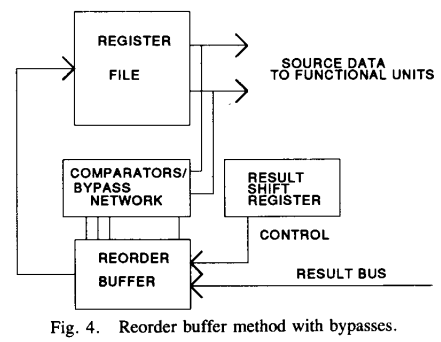 REGISTER
FILE
SOURCE DATA
TO FUNCTIONAL UNITS
COMPARATORS/
BYPASS
NETWORK
RESULT
SHIFT
REGISTER
CONTROL
REORDER
BUFFER
RESULT BUS
Fig. 4. Reorder buffer method with bypasses.